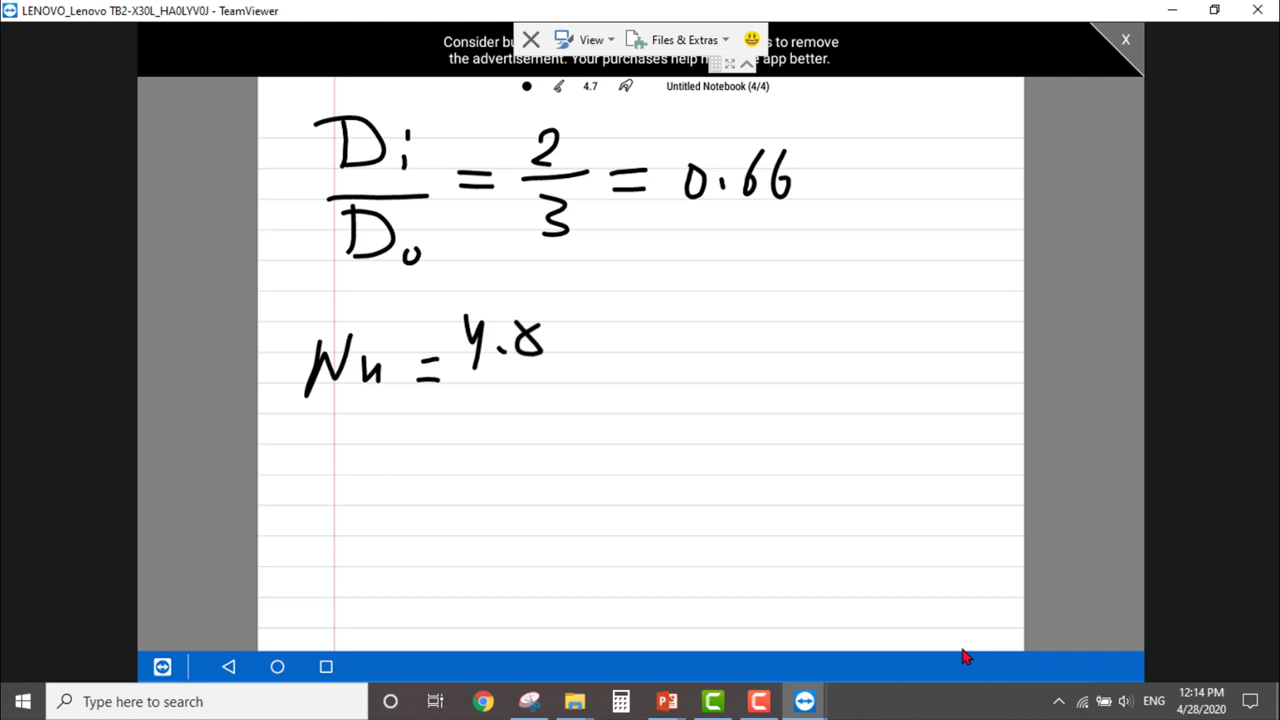 LENOVO_Lenovo TB2-X30L_HA0LYV0J - TeamViewer
View
Files & Extras
Consider bu s to remove
the advertisement. Your purchases help app better.
X
4.7
Untitled Notebook (4/4)
Di/Do = 2/3 = 0.66
Nu = 4.8
Type here to search
ENG
12:14 PM
4/28/2020